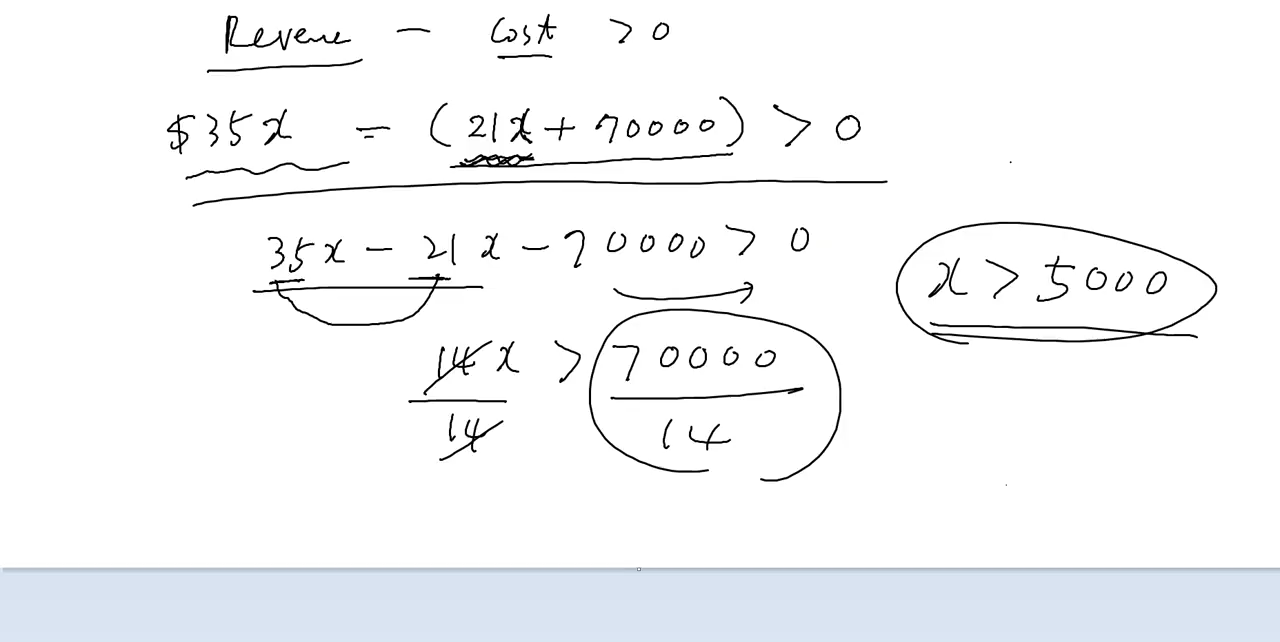 Revenue − Cost > 0
$35x = (21x + 70000) > 0
35x − 21x − 70000 > 0
x > 5000
14x > 70000
14 14